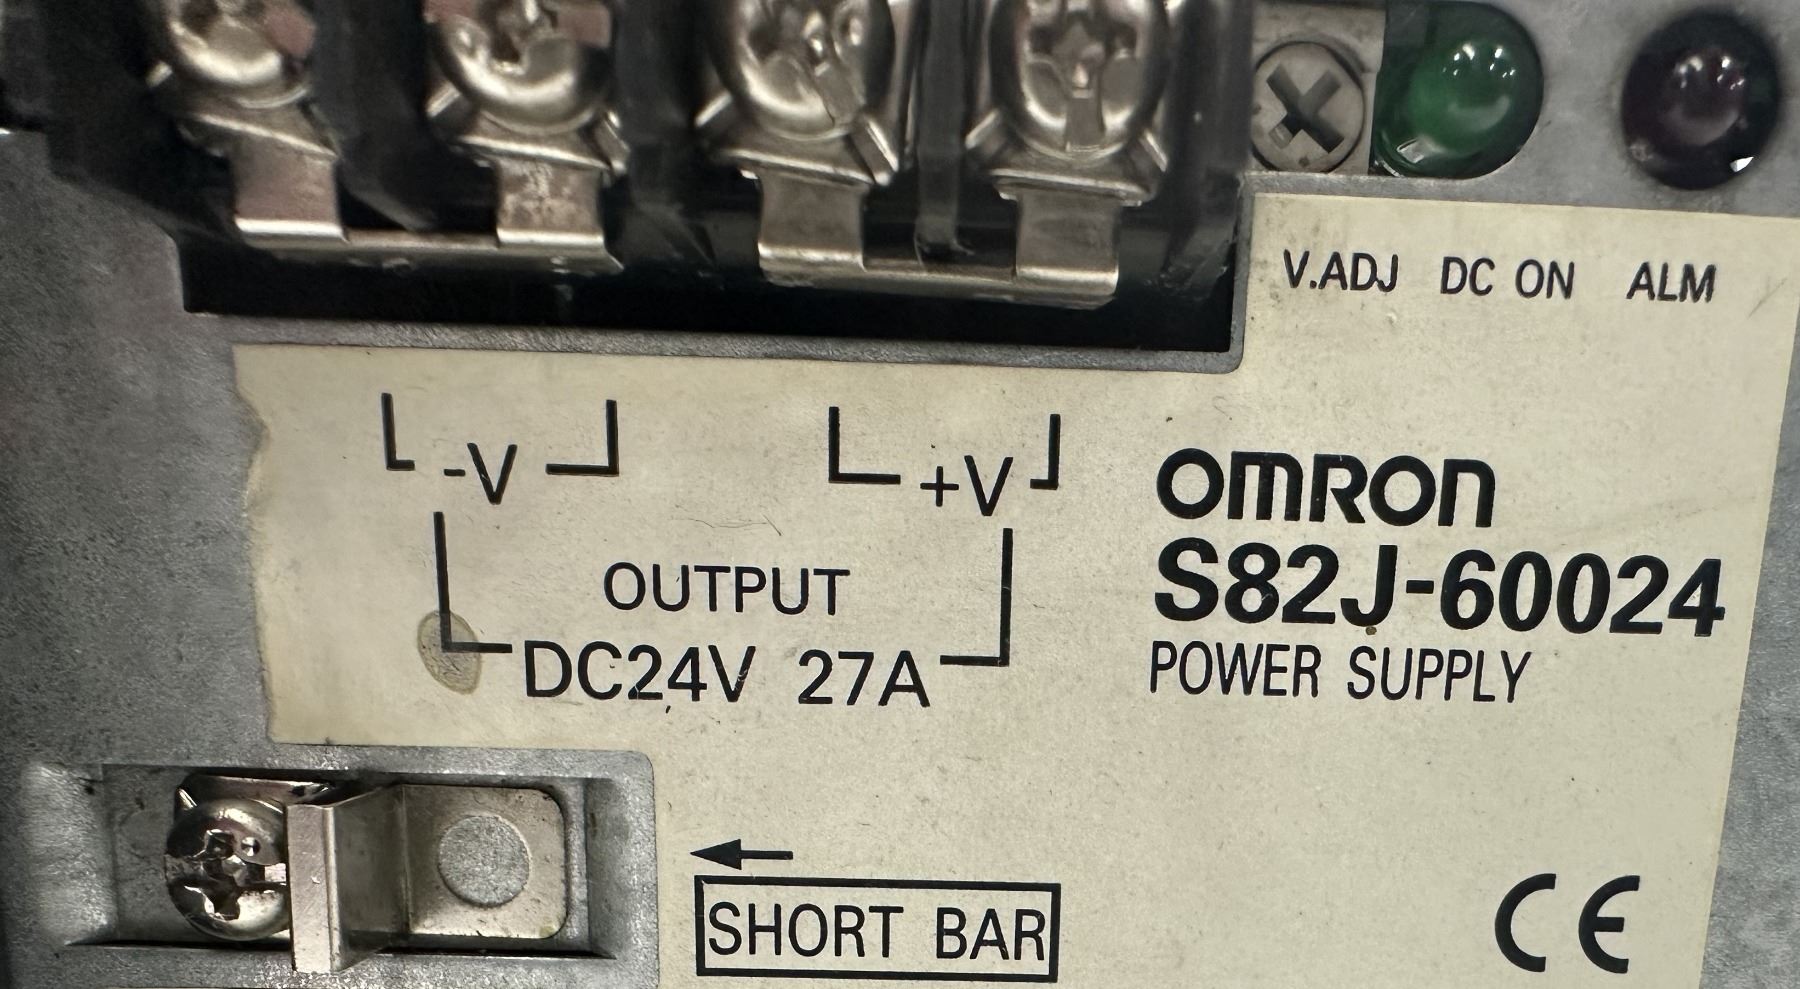 V.ADJ DC ON ALM
-V +V
OMRON
OUTPUT
S82J-60024
DC24V 27A
POWER SUPPLY
SHORT BAR
CE